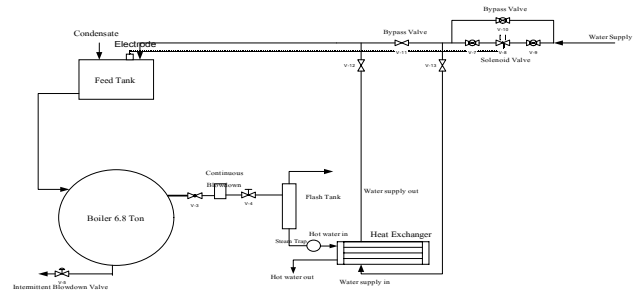 Bypass Valve
V-10
Condensate
Bypass Valve
Water Supply
Electrode
V-11
V-7
V-8
V-9
Solenoid Valve
V-12
V-13
Feed Tank
Continuous
Blowdown
V-3
V-4
Flash Tank
Water supply out
Boiler 6.8 Ton
Hot water in
Heat Exchanger
Steam Trap
Hot water out
Water supply in
Intermittent Blowdown Valve